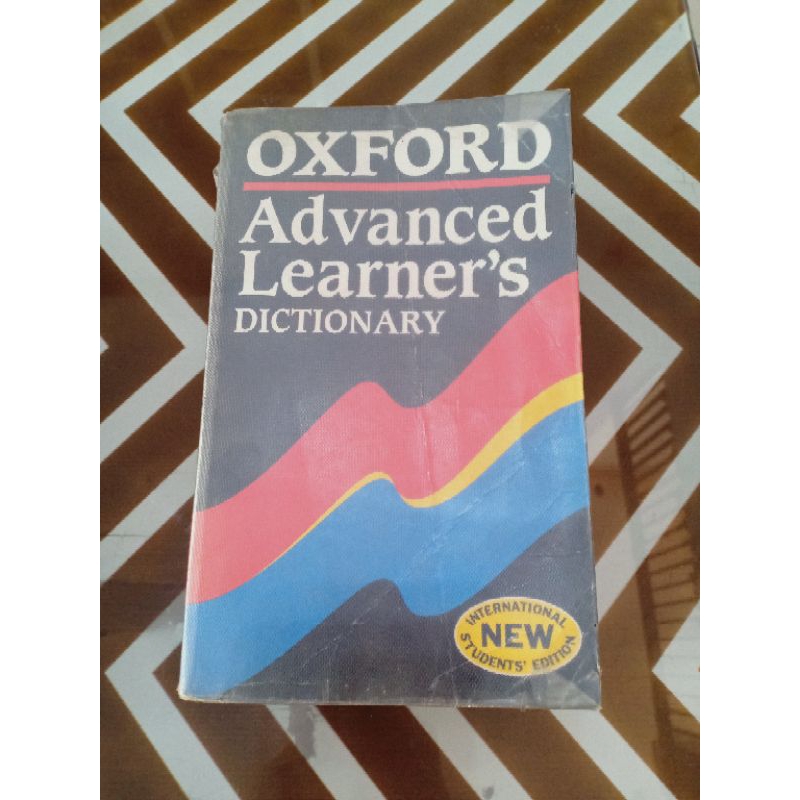 OXFORD
Advanced
Learner's
DICTIONARY
INTERNATIONAL
NEW
STUDENTS' EDITION